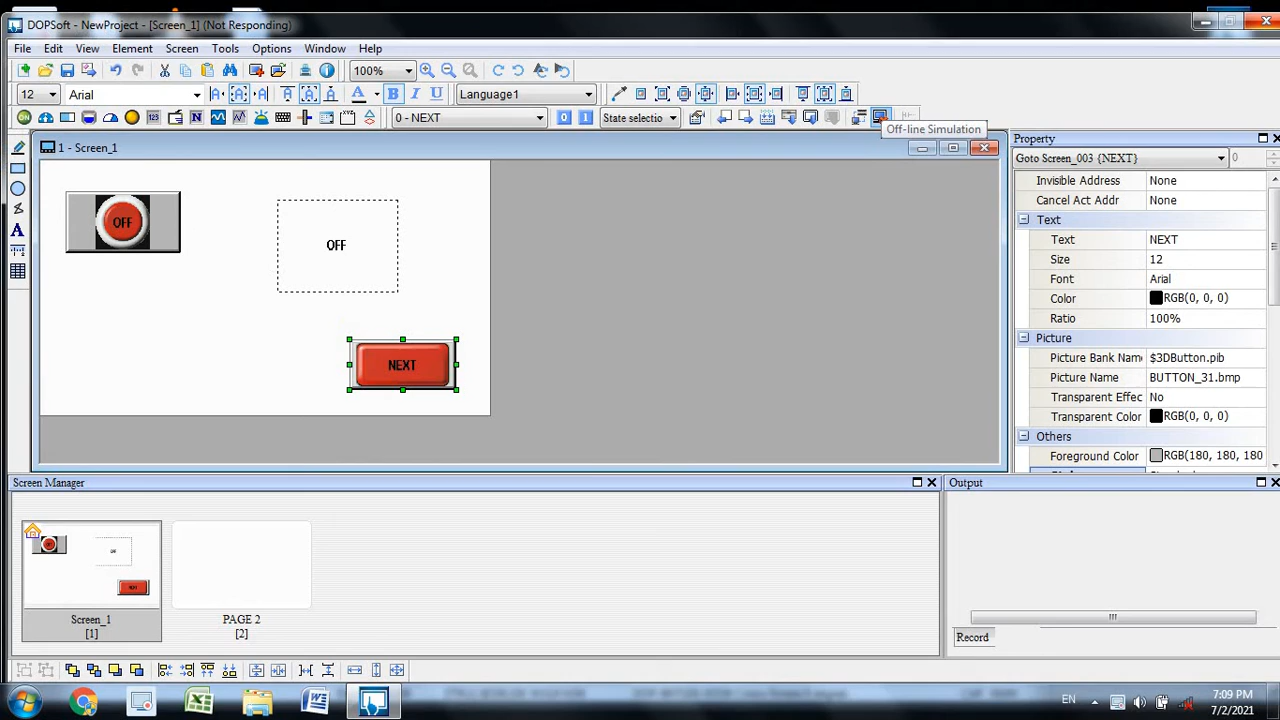 DOPSoft - NewProject - [Screen_1] (Not Responding)
File Edit View Element Screen Tools Options Window Help
100%
12 Arial A B I U Language1
0 - NEXT 0 1 State selectio
Off-line Simulation
1 - Screen_1
Property
Goto Screen_003 {NEXT} 0
Invisible Address None
Cancel Act Addr None
Text
Text NEXT
Size 12
Font Arial
Color RGB(0, 0, 0)
Ratio 100%
Picture
Picture Bank Name $3DButton.pib
Picture Name BUTTON_31.bmp
Transparent Effec No
Transparent Color RGB(0, 0, 0)
Others
Foreground Color RGB(180, 180, 180
OFF
OFF
NEXT
Screen Manager
Screen_1
[1]
PAGE 2
[2]
Output
Record
EN
7:09 PM
7/2/2021